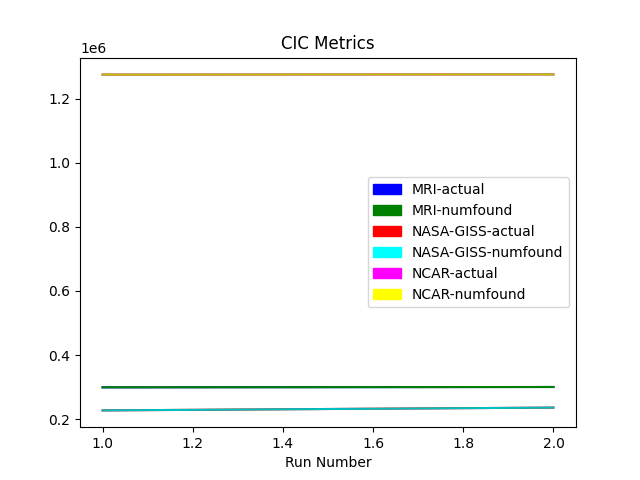 CIC Metrics
1e6
1.2
1.0
0.8
0.6
0.4
0.2
MRI-actual
MRI-numfound
NASA-GISS-actual
NASA-GISS-numfound
NCAR-actual
NCAR-numfound
1.0 1.2 1.4 1.6 1.8 2.0
Run Number